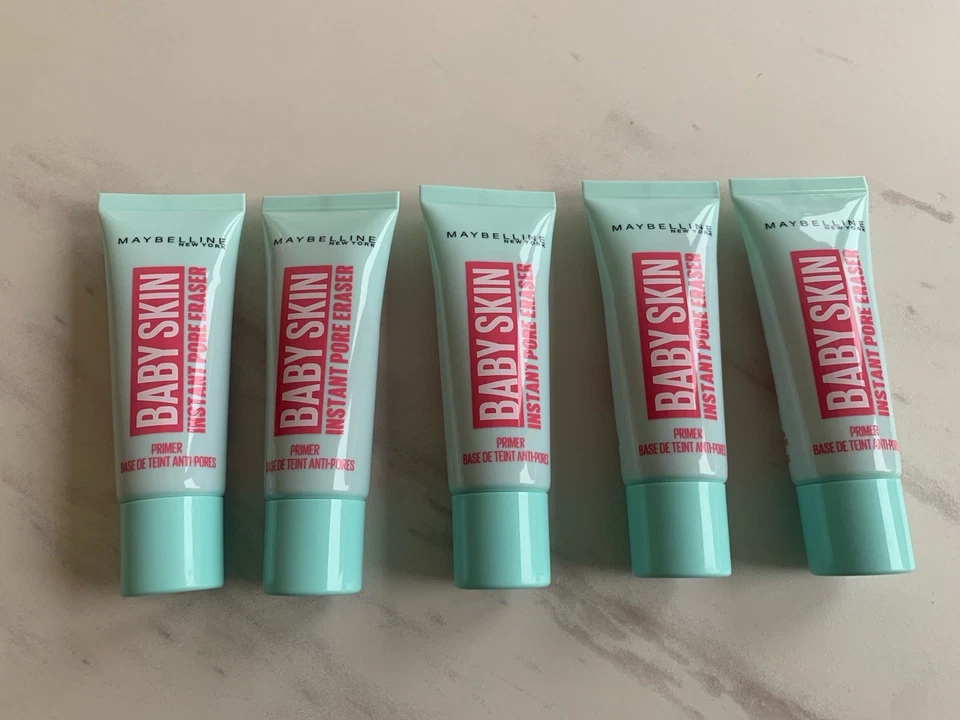 MAYBELLINE
NEW YORK
BABY SKIN
INSTANT PORE ERASER
PRIMER
BASE DE TEINT ANTI-PORES
MAYBELLINE
NEW YORK
BABY SKIN
INSTANT PORE ERASER
PRIMER
BASE DE TEINT ANTI-PORES
MAYBELLINE
NEW YORK
BABY SKIN
INSTANT PORE ERASER
PRIMER
BASE DE TEINT ANTI-PORES
MAYBELLINE
NEW YORK
BABY SKIN
INSTANT PORE ERASER
PRIMER
BASE DE TEINT ANTI-PORES
MAYBELLINE
NEW YORK
BABY SKIN
INSTANT PORE ERASER
PRIMER
BASE DE TEINT ANTI-PORES